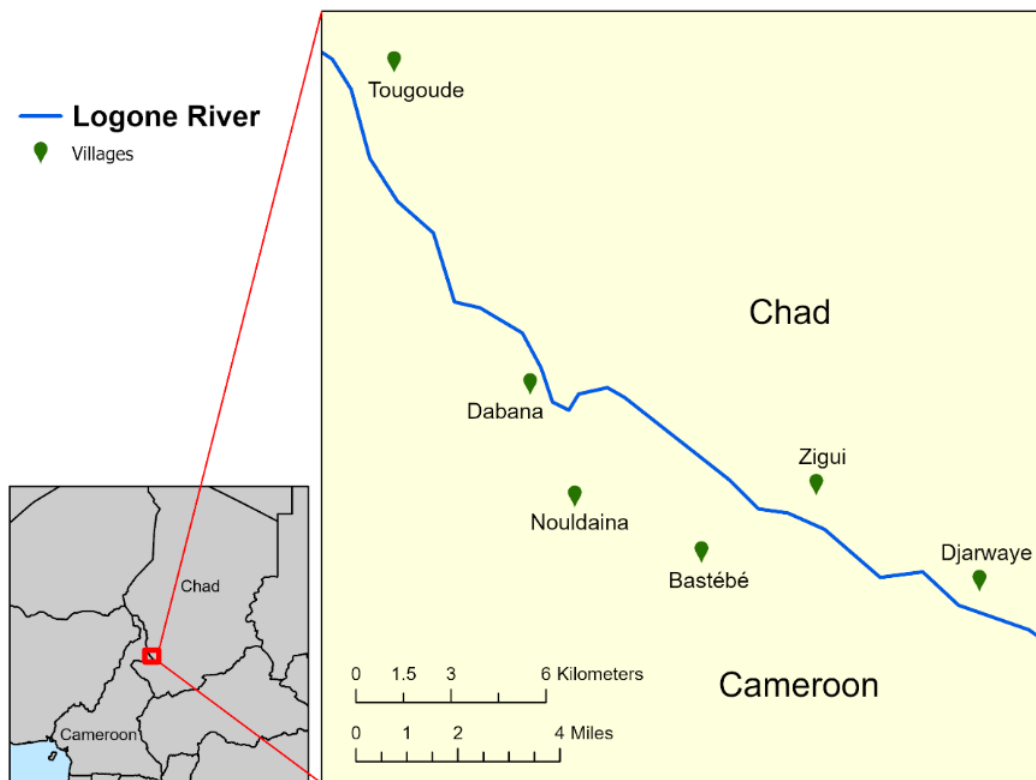 Logone River
Villages
Tougoude
Chad
Dabana
Zigui
Nouldaina
Bastébé
Djarwaye
Cameroon
0 1.5 3 6 Kilometers
0 1 2 4 Miles
Chad
Cameroon